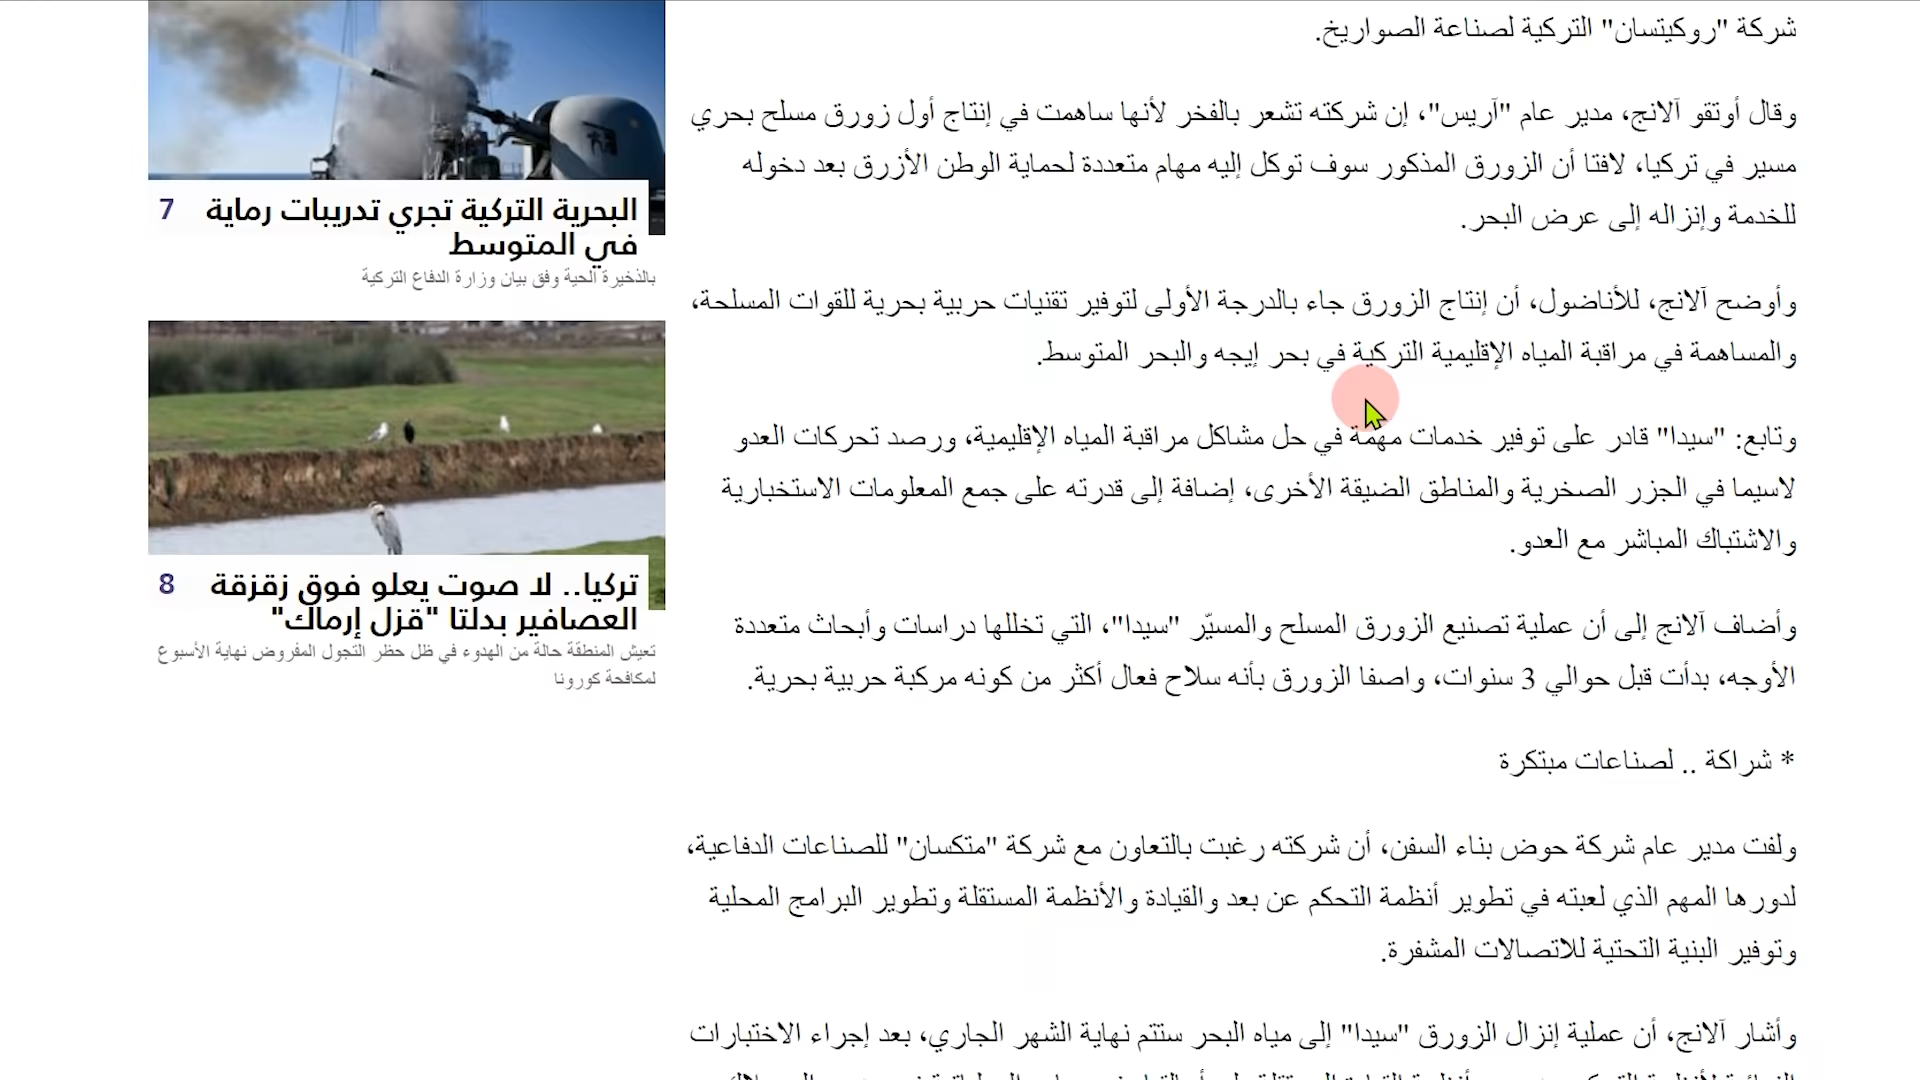 شركة "روكيتسان" التركية لصناعة الصواريخ.
وقال أوتقو آلانج، مدير عام "آريس"، إن شركته تشعر بالفخر لأنها ساهمت في إنتاج أول زورق مسلح بحري
مسير في تركيا، لافتا أن الزورق المذكور سوف توكل إليه مهام متعددة لحماية الوطن الأزرق بعد دخوله
للخدمة وإنزاله إلى عرض البحر.
وأوضح آلانج، للأناضول، أن إنتاج الزورق جاء بالدرجة الأولى لتوفير تقنيات حربية بحرية للقوات المسلحة،
والمساهمة في مراقبة المياه الإقليمية التركية في بحر إيجه والبحر المتوسط.
وتابع: "سيدا" قادر على توفير خدمات مهمة في حل مشاكل مراقبة المياه الإقليمية، ورصد تحركات العدو
لاسيما في الجزر الصخرية والمناطق الضيقة الأخرى، إضافة إلى قدرته على جمع المعلومات الاستخبارية
والاشتباك المباشر مع العدو.
وأضاف آلانج إلى أن عملية تصنيع الزورق المسلح والمسيّر "سيدا"، التي تخللها دراسات وأبحاث متعددة
الأوجه، بدأت قبل حوالي 3 سنوات، واصفا الزورق بأنه سلاح فعال أكثر من كونه مركبة حربية بحرية.
* شراكة .. لصناعات مبتكرة
ولفت مدير عام شركة حوض بناء السفن، أن شركته رغبت بالتعاون مع شركة "متكسان" للصناعات الدفاعية،
لدورها المهم الذي لعبته في تطوير أنظمة التحكم عن بعد والقيادة والأنظمة المستقلة وتطوير البرامج المحلية
وتوفير البنية التحتية للاتصالات المشفرة.
وأشار آلانج، أن عملية إنزال الزورق "سيدا" إلى مياه البحر ستتم نهاية الشهر الجاري، بعد إجراء الاختبارات
البحرية التركية تجري تدريبات رماية 7
في المتوسط
بالذخيرة الحية وفق بيان وزارة الدفاع التركية
تركيا.. لا صوت يعلو فوق زقزقة 8
العصافير بدلتا "قزل إرماك"
تعيش المنطقة حالة من الهدوء في ظل حظر التجول المفروض نهاية الأسبوع
لمكافحة كورونا